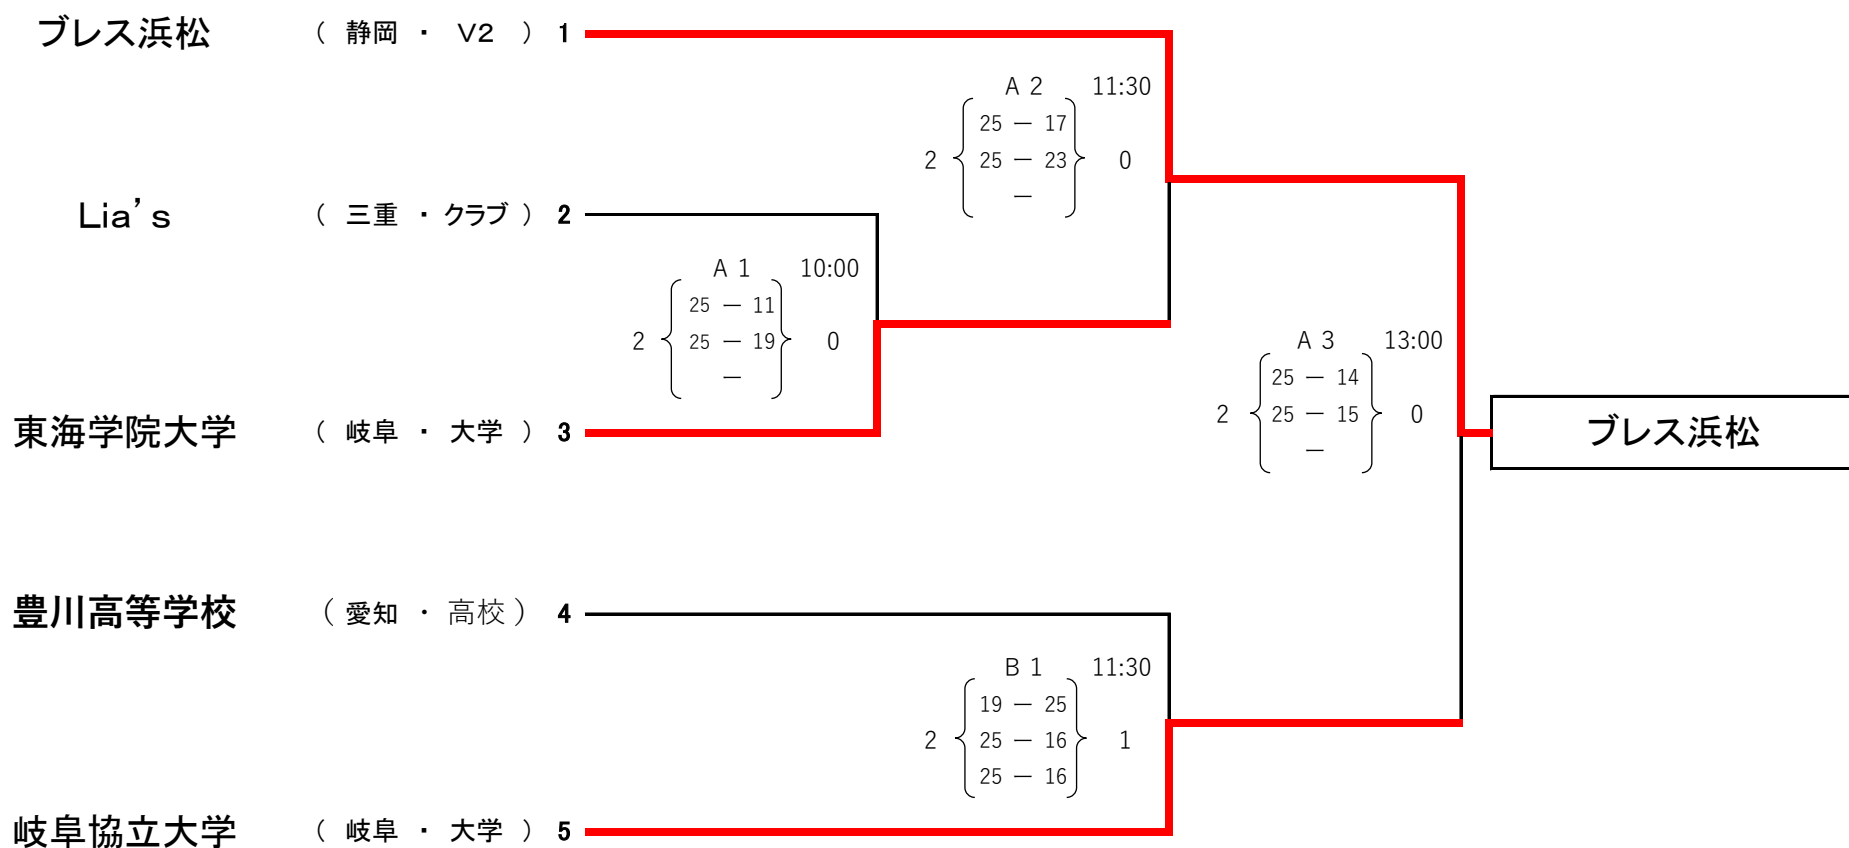 ブレス浜松 （ 静岡 ・ V2 ） 1
A 2 11:30
25 － 17
2 25 － 23 0
－
Lia's （ 三重 ・ クラブ ） 2
A 1 10:00
25 － 11
2 25 － 19 0
－
A 3 13:00
25 － 14
2 25 － 15 0
－
東海学院大学 （ 岐阜 ・ 大学 ） 3
ブレス浜松
豊川高等学校 （ 愛知 ・ 高校 ） 4
B 1 11:30
19 － 25
2 25 － 16 1
25 － 16
岐阜協立大学 （ 岐阜 ・ 大学 ） 5